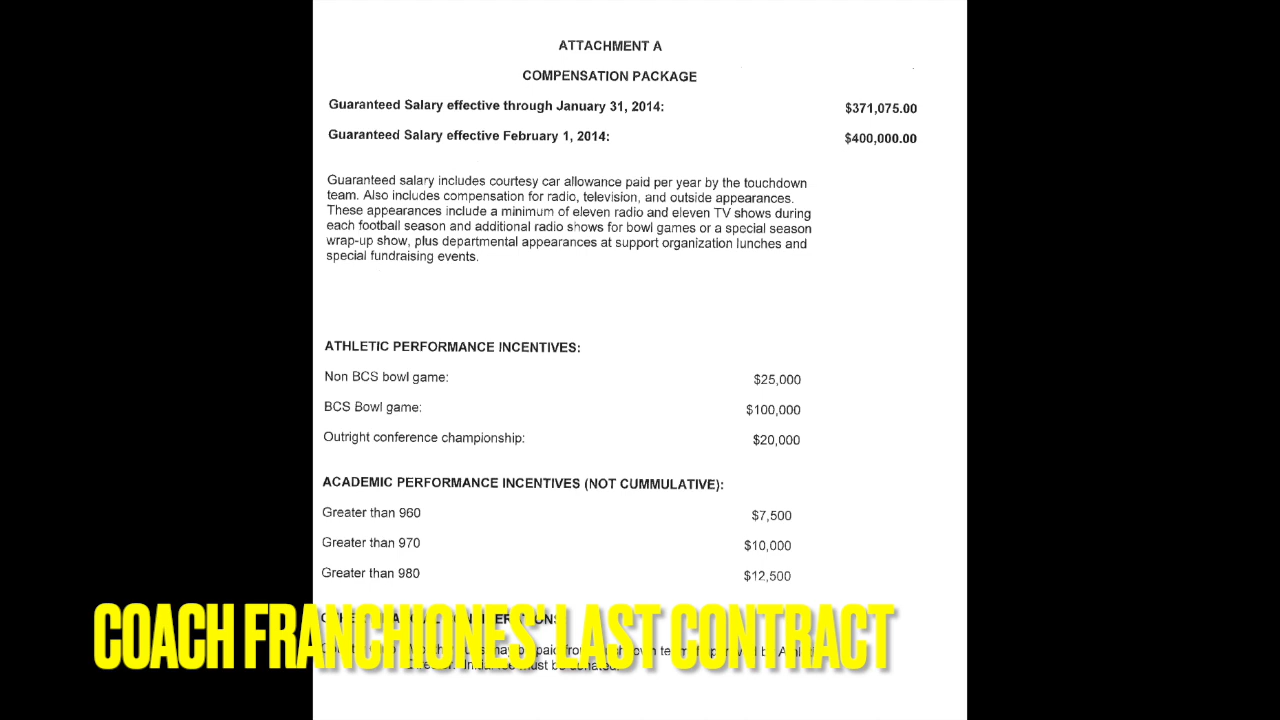 ATTACHMENT A
COMPENSATION PACKAGE
Guaranteed Salary effective through January 31, 2014: $371,075.00
Guaranteed Salary effective February 1, 2014: $400,000.00
Guaranteed salary includes courtesy car allowance paid per year by the touchdown
team. Also includes compensation for radio, television, and outside appearances.
These appearances include a minimum of eleven radio and eleven TV shows during
each football season and additional radio shows for bowl games or a special season
wrap-up show, plus departmental appearances at support organization lunches and
special fundraising events.
ATHLETIC PERFORMANCE INCENTIVES:
Non BCS bowl game: $25,000
BCS Bowl game: $100,000
Outright conference championship: $20,000
ACADEMIC PERFORMANCE INCENTIVES (NOT CUMMULATIVE):
Greater than 960 $7,500
Greater than 970 $10,000
Greater than 980 $12,500
COACH FRANCHIONES' LAST CONTRACT
must be donated.